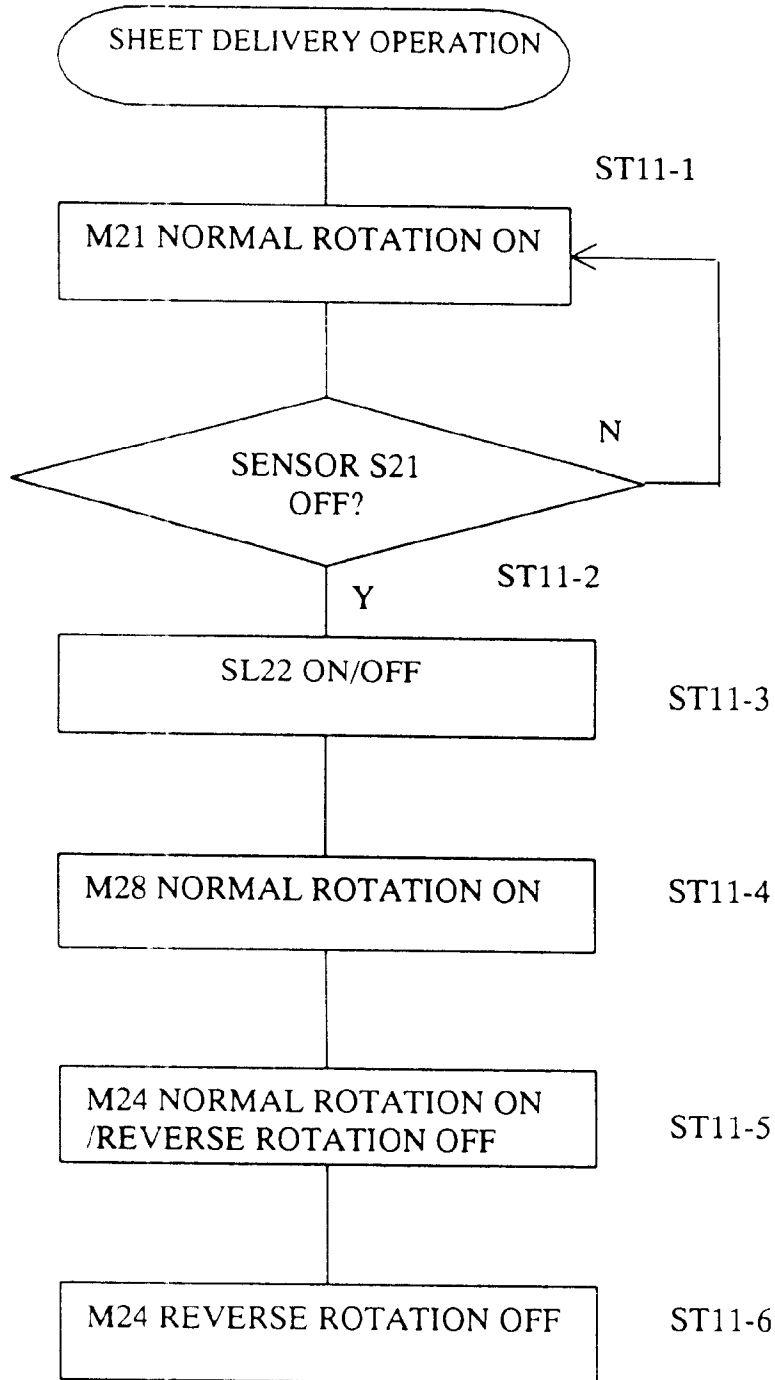 SHEET DELIVERY OPERATION
ST11-1
M21 NORMAL ROTATION ON
N
SENSOR S21
OFF?
ST11-2
Y
SL22 ON/OFF
ST11-3
M28 NORMAL ROTATION ON
ST11-4
M24 NORMAL ROTATION ON
/REVERSE ROTATION OFF
ST11-5
M24 REVERSE ROTATION OFF
ST11-6